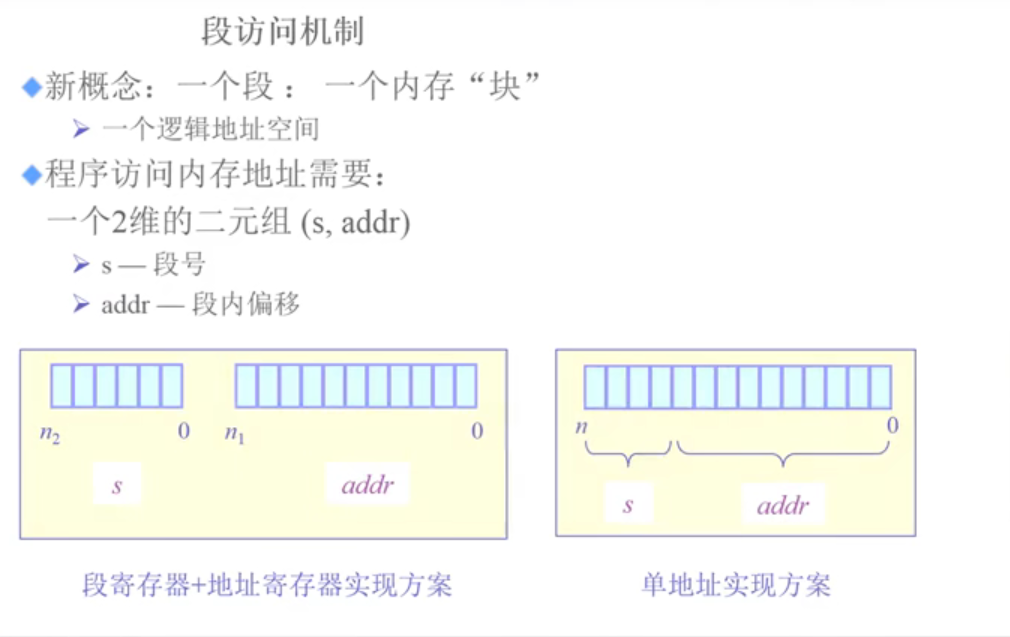 段访问机制
新概念：一个段： 一个内存“块”
一个逻辑地址空间
程序访问内存地址需要：
一个2维的二元组 (s, addr)
s — 段号
addr — 段内偏移
n2 0 n1 0
s addr
段寄存器+地址寄存器实现方案
n 0
s addr
单地址实现方案